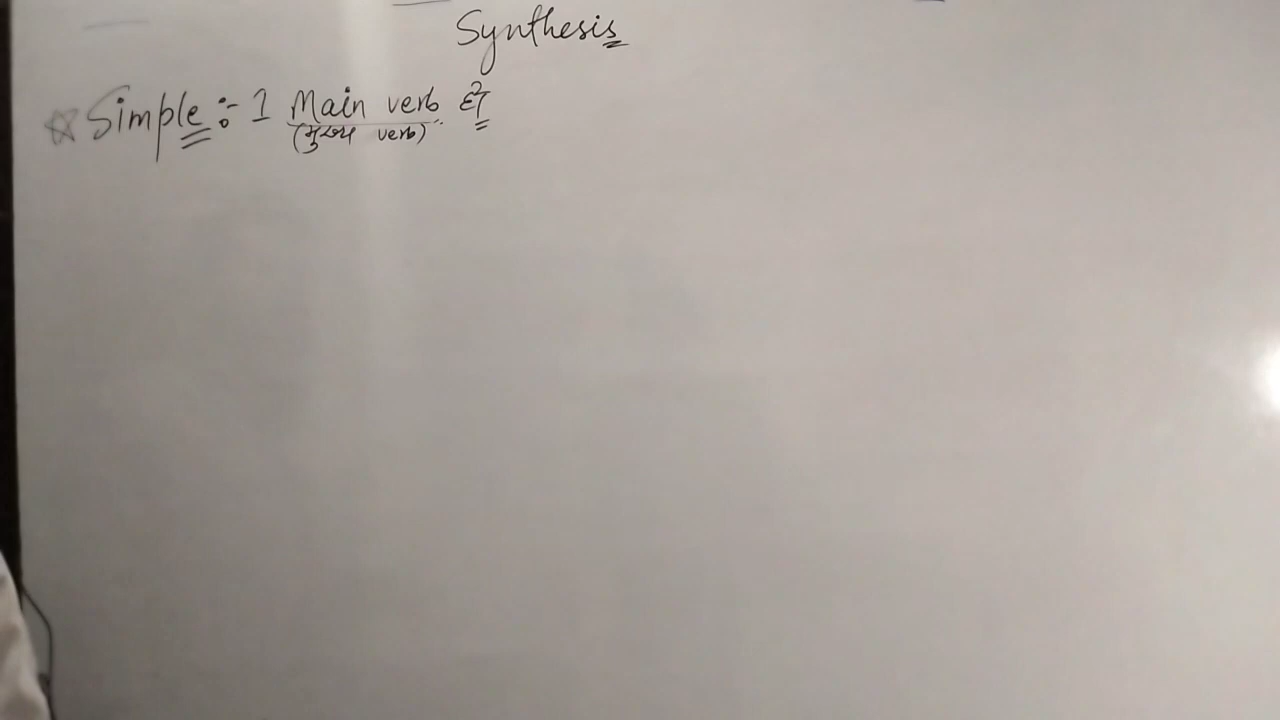 Synthesis
☆ Simple :- 1 Main verb हो
(मुख्य verb)